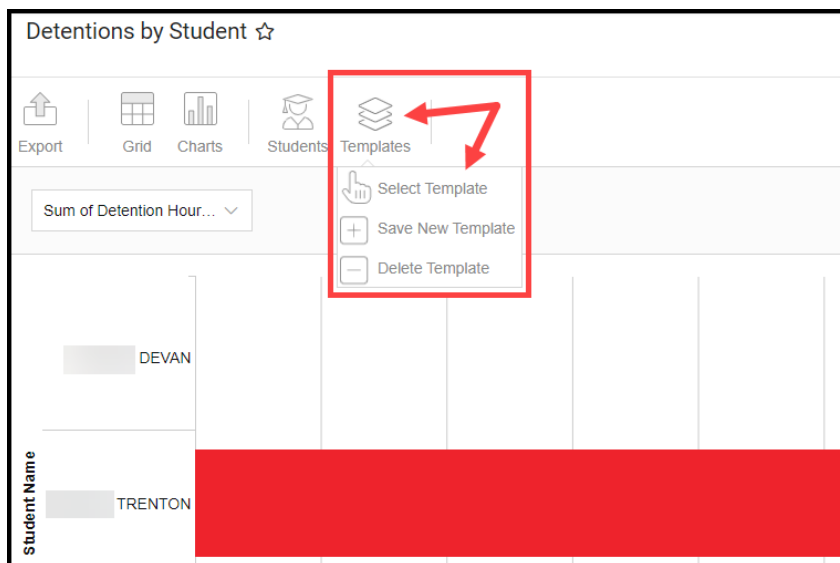 Detentions by Student
Export
Grid
Charts
Students
Templates
Select Template
Save New Template
Delete Template
Sum of Detention Hour...
DEVAN
TRENTON
Student Name